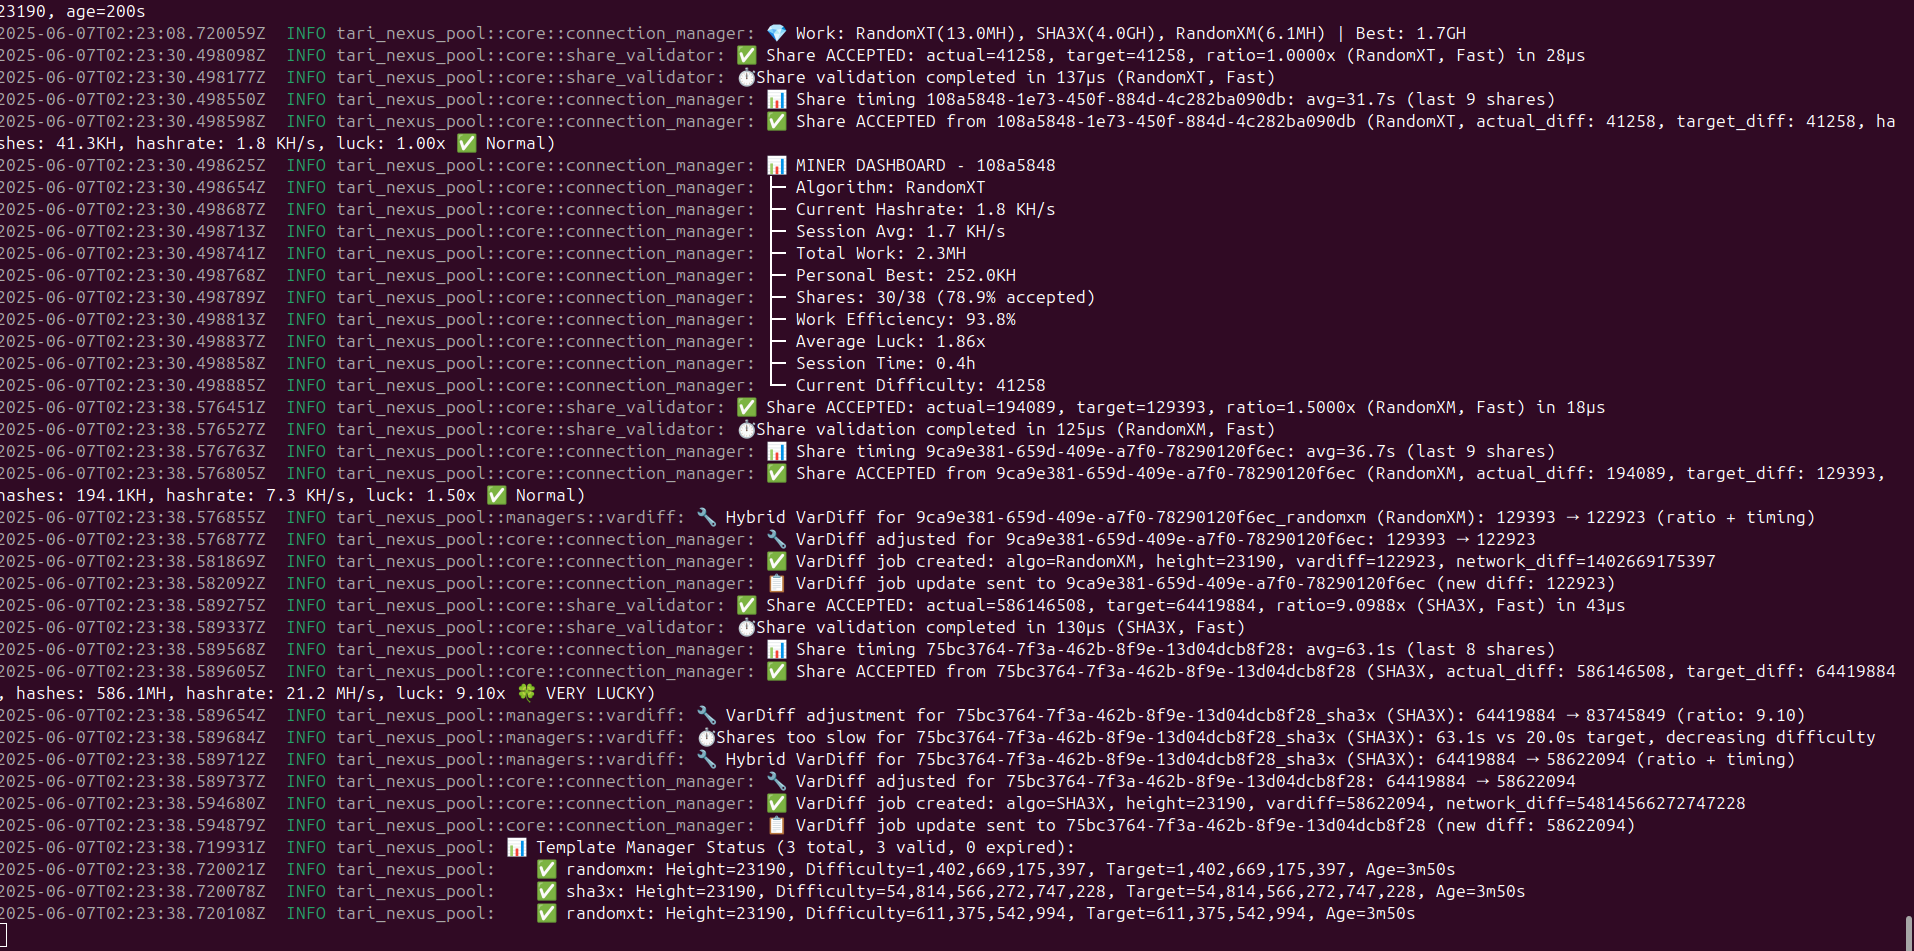 23190, age=200s
2025-06-07T02:23:08.720059Z  INFO tari_nexus_pool::core::connection_manager: 💎 Work: RandomXT(13.0MH), SHA3X(4.0GH), RandomXM(6.1MH) | Best: 1.7GH
2025-06-07T02:23:30.498098Z  INFO tari_nexus_pool::core::share_validator: ✅ Share ACCEPTED: actual=41258, target=41258, ratio=1.0000x (RandomXT, Fast) in 28µs
2025-06-07T02:23:30.498177Z  INFO tari_nexus_pool::core::share_validator: ⏱️Share validation completed in 137µs (RandomXT, Fast)
2025-06-07T02:23:30.498550Z  INFO tari_nexus_pool::core::connection_manager: 📊 Share timing 108a5848-1e73-450f-884d-4c282ba090db: avg=31.7s (last 9 shares)
2025-06-07T02:23:30.498598Z  INFO tari_nexus_pool::core::connection_manager: ✅ Share ACCEPTED from 108a5848-1e73-450f-884d-4c282ba090db (RandomXT, actual_diff: 41258, target_diff: 41258, ha
shes: 41.3KH, hashrate: 1.8 KH/s, luck: 1.00x ✅ Normal)
2025-06-07T02:23:30.498625Z  INFO tari_nexus_pool::core::connection_manager: 📊 MINER DASHBOARD - 108a5848
2025-06-07T02:23:30.498654Z  INFO tari_nexus_pool::core::connection_manager: ├─ Algorithm: RandomXT
2025-06-07T02:23:30.498687Z  INFO tari_nexus_pool::core::connection_manager: ├─ Current Hashrate: 1.8 KH/s
2025-06-07T02:23:30.498713Z  INFO tari_nexus_pool::core::connection_manager: ├─ Session Avg: 1.7 KH/s
2025-06-07T02:23:30.498741Z  INFO tari_nexus_pool::core::connection_manager: ├─ Total Work: 2.3MH
2025-06-07T02:23:30.498768Z  INFO tari_nexus_pool::core::connection_manager: ├─ Personal Best: 252.0KH
2025-06-07T02:23:30.498789Z  INFO tari_nexus_pool::core::connection_manager: ├─ Shares: 30/38 (78.9% accepted)
2025-06-07T02:23:30.498813Z  INFO tari_nexus_pool::core::connection_manager: ├─ Work Efficiency: 93.8%
2025-06-07T02:23:30.498837Z  INFO tari_nexus_pool::core::connection_manager: ├─ Average Luck: 1.86x
2025-06-07T02:23:30.498858Z  INFO tari_nexus_pool::core::connection_manager: ├─ Session Time: 0.4h
2025-06-07T02:23:30.498885Z  INFO tari_nexus_pool::core::connection_manager: └─ Current Difficulty: 41258
2025-06-07T02:23:38.576451Z  INFO tari_nexus_pool::core::share_validator: ✅ Share ACCEPTED: actual=194089, target=129393, ratio=1.5000x (RandomXM, Fast) in 18µs
2025-06-07T02:23:38.576527Z  INFO tari_nexus_pool::core::share_validator: ⏱️Share validation completed in 125µs (RandomXM, Fast)
2025-06-07T02:23:38.576763Z  INFO tari_nexus_pool::core::connection_manager: 📊 Share timing 9ca9e381-659d-409e-a7f0-78290120f6ec: avg=36.7s (last 9 shares)
2025-06-07T02:23:38.576805Z  INFO tari_nexus_pool::core::connection_manager: ✅ Share ACCEPTED from 9ca9e381-659d-409e-a7f0-78290120f6ec (RandomXM, actual_diff: 194089, target_diff: 129393,
hashes: 194.1KH, hashrate: 7.3 KH/s, luck: 1.50x ✅ Normal)
2025-06-07T02:23:38.576855Z  INFO tari_nexus_pool::managers::vardiff: 🔧 Hybrid VarDiff for 9ca9e381-659d-409e-a7f0-78290120f6ec_randomxm (RandomXM): 129393 → 122923 (ratio + timing)
2025-06-07T02:23:38.576877Z  INFO tari_nexus_pool::core::connection_manager: 🔧 VarDiff adjusted for 9ca9e381-659d-409e-a7f0-78290120f6ec: 129393 → 122923
2025-06-07T02:23:38.581869Z  INFO tari_nexus_pool::core::connection_manager: ✅ VarDiff job created: algo=RandomXM, height=23190, vardiff=122923, network_diff=1402669175397
2025-06-07T02:23:38.582092Z  INFO tari_nexus_pool::core::connection_manager: 📋 VarDiff job update sent to 9ca9e381-659d-409e-a7f0-78290120f6ec (new diff: 122923)
2025-06-07T02:23:38.589275Z  INFO tari_nexus_pool::core::share_validator: ✅ Share ACCEPTED: actual=586146508, target=64419884, ratio=9.0988x (SHA3X, Fast) in 43µs
2025-06-07T02:23:38.589337Z  INFO tari_nexus_pool::core::share_validator: ⏱️Share validation completed in 130µs (SHA3X, Fast)
2025-06-07T02:23:38.589568Z  INFO tari_nexus_pool::core::connection_manager: 📊 Share timing 75bc3764-7f3a-462b-8f9e-13d04dcb8f28: avg=63.1s (last 8 shares)
2025-06-07T02:23:38.589605Z  INFO tari_nexus_pool::core::connection_manager: ✅ Share ACCEPTED from 75bc3764-7f3a-462b-8f9e-13d04dcb8f28 (SHA3X, actual_diff: 586146508, target_diff: 64419884
, hashes: 586.1MH, hashrate: 21.2 MH/s, luck: 9.10x 🍀 VERY LUCKY)
2025-06-07T02:23:38.589654Z  INFO tari_nexus_pool::managers::vardiff: 🔧 VarDiff adjustment for 75bc3764-7f3a-462b-8f9e-13d04dcb8f28_sha3x (SHA3X): 64419884 → 83745849 (ratio: 9.10)
2025-06-07T02:23:38.589684Z  INFO tari_nexus_pool::managers::vardiff: ⏱️Shares too slow for 75bc3764-7f3a-462b-8f9e-13d04dcb8f28_sha3x (SHA3X): 63.1s vs 20.0s target, decreasing difficulty
2025-06-07T02:23:38.589712Z  INFO tari_nexus_pool::managers::vardiff: 🔧 Hybrid VarDiff for 75bc3764-7f3a-462b-8f9e-13d04dcb8f28_sha3x (SHA3X): 64419884 → 58622094 (ratio + timing)
2025-06-07T02:23:38.589737Z  INFO tari_nexus_pool::core::connection_manager: 🔧 VarDiff adjusted for 75bc3764-7f3a-462b-8f9e-13d04dcb8f28: 64419884 → 58622094
2025-06-07T02:23:38.594680Z  INFO tari_nexus_pool::core::connection_manager: ✅ VarDiff job created: algo=SHA3X, height=23190, vardiff=58622094, network_diff=54814566272747228
2025-06-07T02:23:38.594879Z  INFO tari_nexus_pool::core::connection_manager: 📋 VarDiff job update sent to 75bc3764-7f3a-462b-8f9e-13d04dcb8f28 (new diff: 58622094)
2025-06-07T02:23:38.719931Z  INFO tari_nexus_pool: 📊 Template Manager Status (3 total, 3 valid, 0 expired):
2025-06-07T02:23:38.720021Z  INFO tari_nexus_pool:    ✅ randomxm: Height=23190, Difficulty=1,402,669,175,397, Target=1,402,669,175,397, Age=3m50s
2025-06-07T02:23:38.720078Z  INFO tari_nexus_pool:    ✅ sha3x: Height=23190, Difficulty=54,814,566,272,747,228, Target=54,814,566,272,747,228, Age=3m50s
2025-06-07T02:23:38.720108Z  INFO tari_nexus_pool:    ✅ randomxt: Height=23190, Difficulty=611,375,542,994, Target=611,375,542,994, Age=3m50s